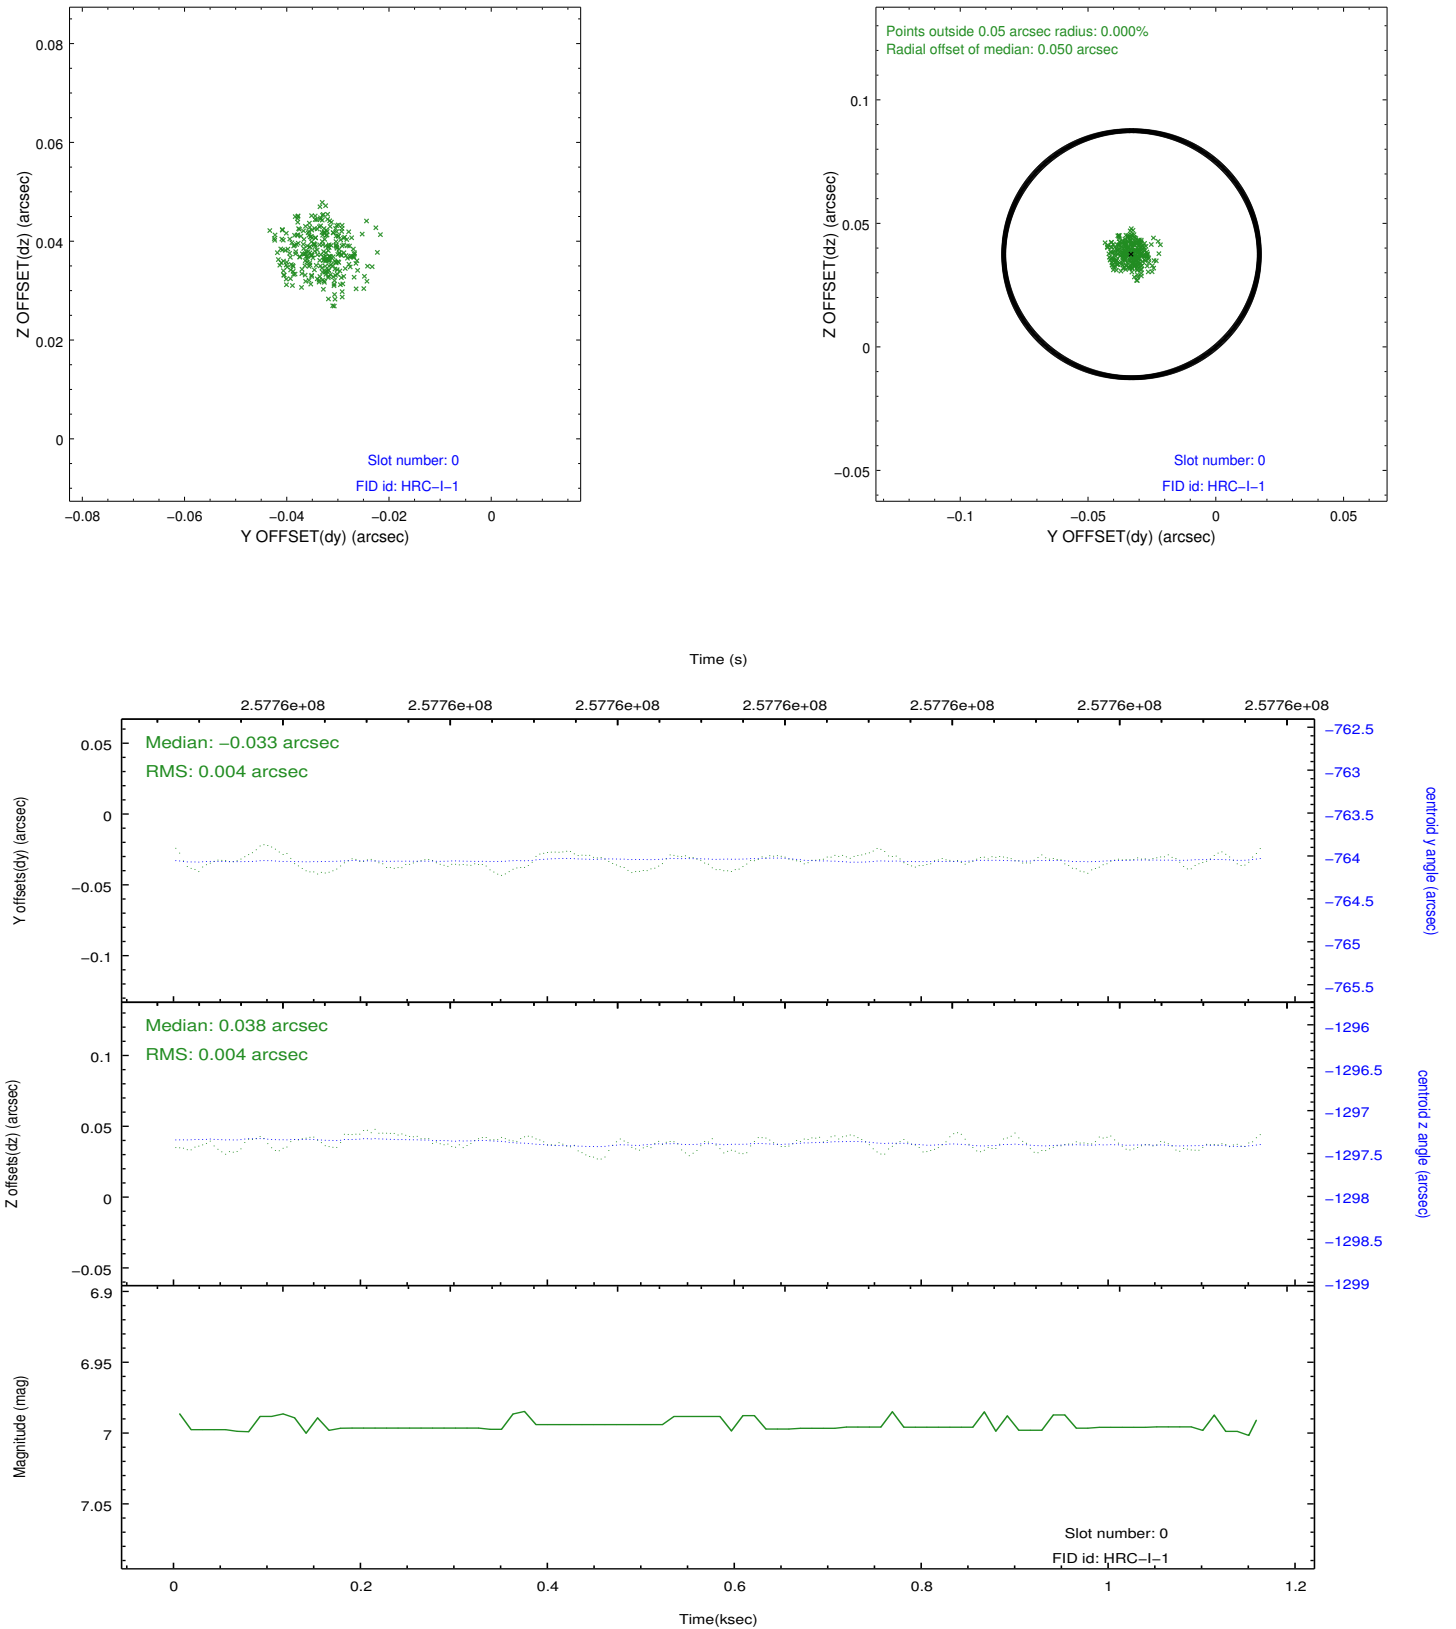 0.08
0.06
0.04
0.02
0
Z OFFSET(dz) (arcsec)
Slot number: 0
FID id: HRC−I−1
−0.08
−0.06
−0.04
−0.02
0
Y OFFSET(dy) (arcsec)
Points outside 0.05 arcsec radius: 0.000%
Radial offset of median: 0.050 arcsec
0.1
0.05
0
−0.05
Z OFFSET(dz) (arcsec)
Slot number: 0
FID id: HRC−I−1
−0.1
−0.05
0
0.05
Y OFFSET(dy) (arcsec)
Time (s)
2.5776e+08
2.5776e+08
2.5776e+08
2.5776e+08
2.5776e+08
2.5776e+08
2.5776e+08
Median: −0.033 arcsec
RMS: 0.004 arcsec
0.05
0
−0.05
−0.1
Y offsets(dy) (arcsec)
−762.5
−763
−763.5
−764
−764.5
−765
−765.5
centroid y angle (arcsec)
Median: 0.038 arcsec
RMS: 0.004 arcsec
0.1
0.05
0
−0.05
Z offsets(dz) (arcsec)
−1296
−1296.5
−1297
−1297.5
−1298
−1298.5
−1299
centroid z angle (arcsec)
6.9
6.95
7
7.05
Magnitude (mag)
Slot number: 0
FID id: HRC−I−1
0
0.2
0.4
0.6
0.8
1
1.2
Time(ksec)